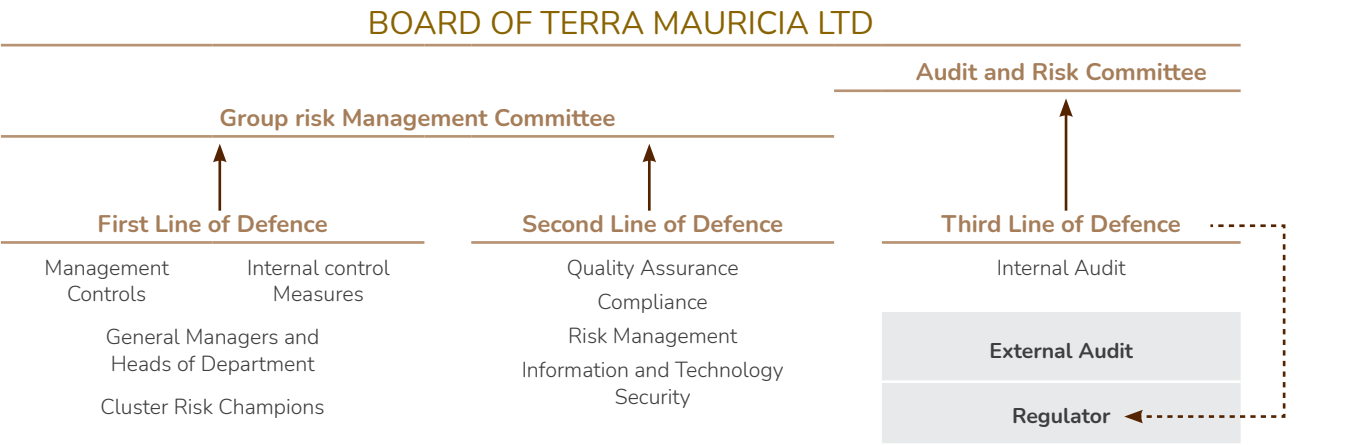 BOARD OF TERRA MAURICIA LTD
Audit and Risk Committee
Group risk Management Committee
First Line of Defence
Management
Controls
Internal control
Measures
General Managers and
Heads of Department
Cluster Risk Champions
Second Line of Defence
Quality Assurance
Compliance
Risk Management
Information and Technology
Security
Third Line of Defence
Internal Audit
External Audit
Regulator